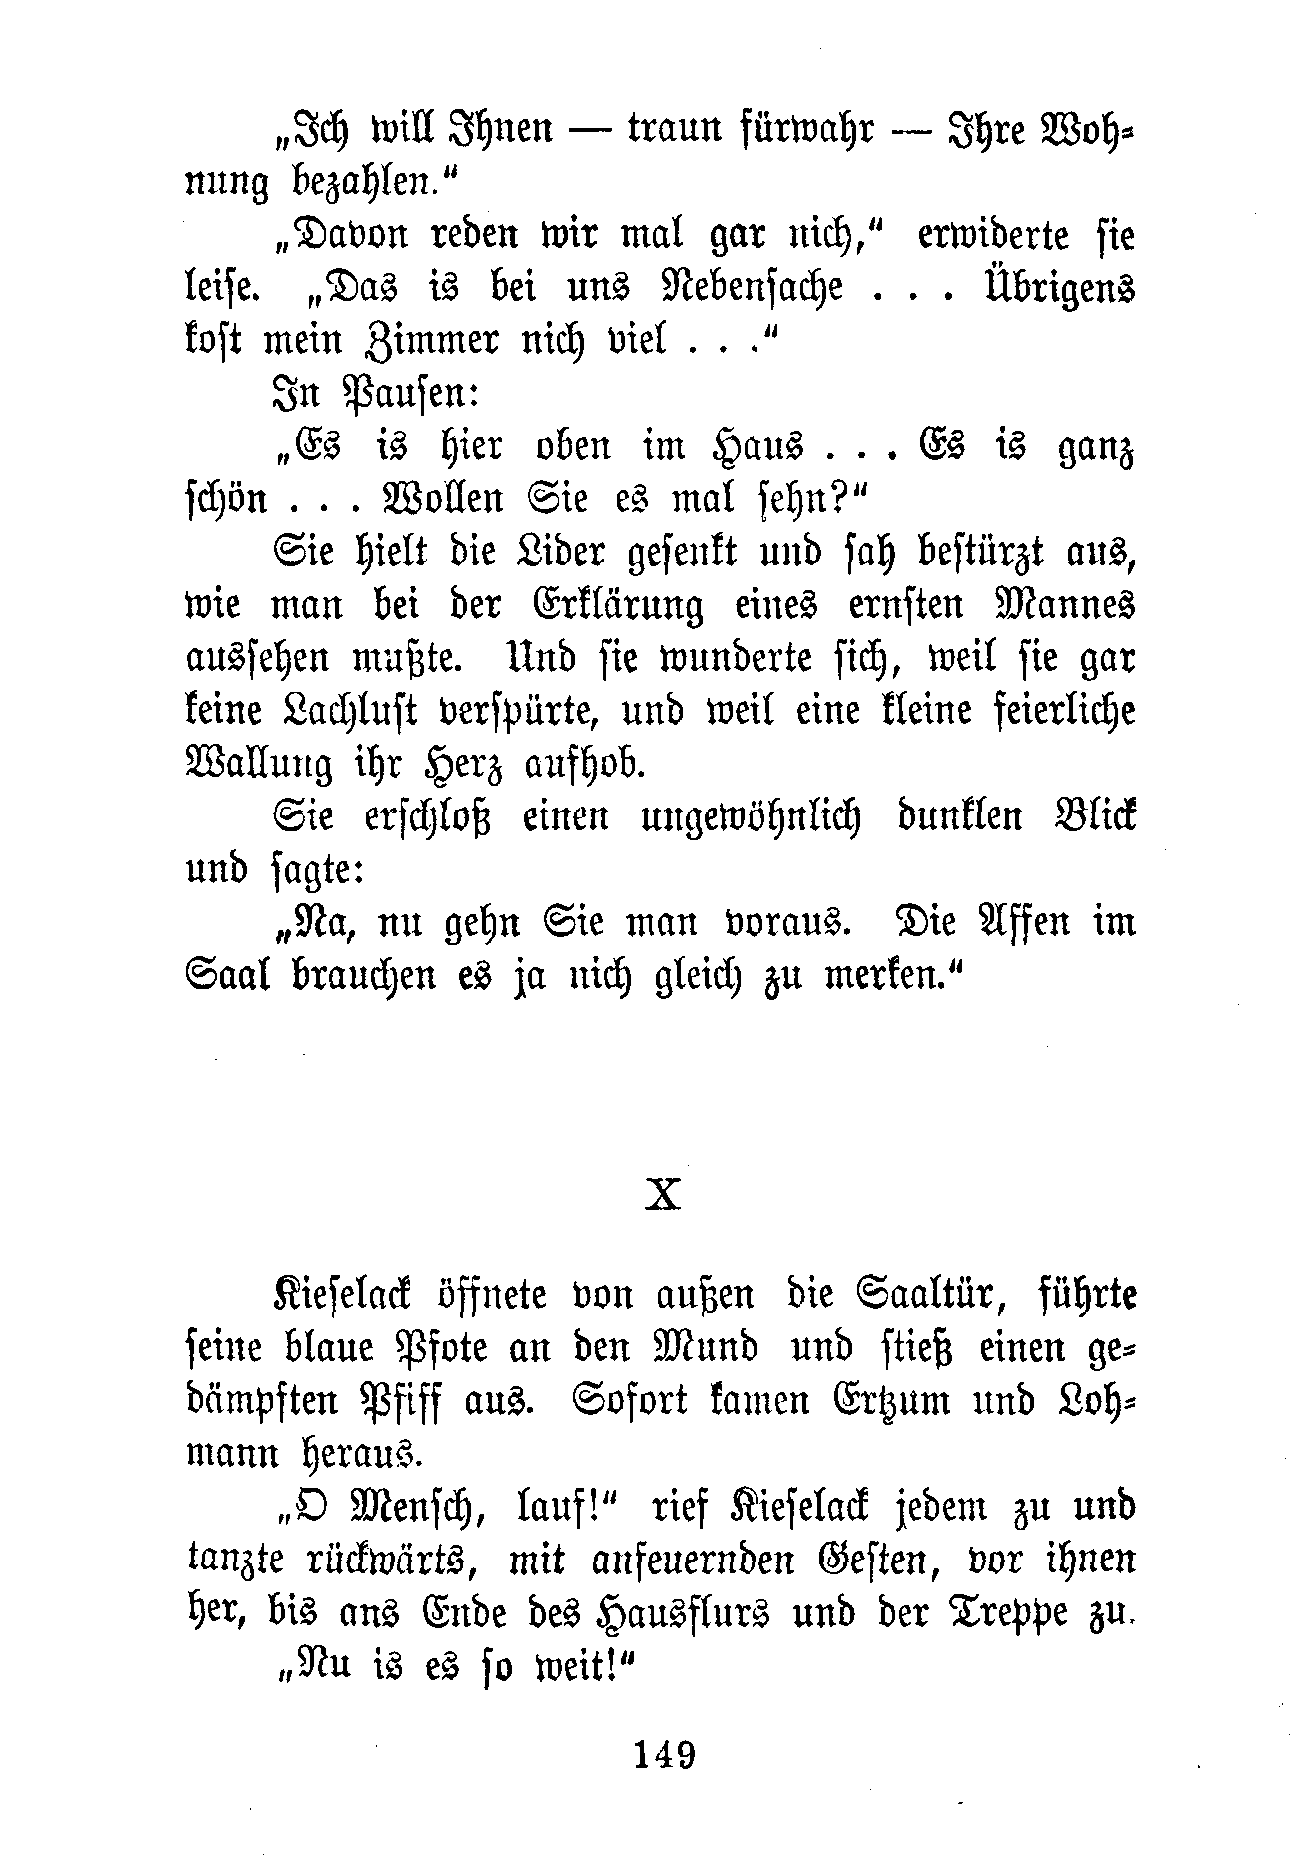 „Ich will Ihnen — traun fürwahr — Ihre Woh-
nung bezahlen.“
„Davon reden wir mal gar nich,“ erwiderte sie
leise. „Das is bei uns Nebensache . . . Übrigens
kost mein Zimmer nich viel . . .“
In Pausen:
„Es is hier oben im Haus . . . Es is ganz
schön . . . Wollen Sie es mal sehn?“
Sie hielt die Lider gesenkt und sah bestürzt aus,
wie man bei der Erklärung eines ernsten Mannes
aussehen mußte. Und sie wunderte sich, weil sie gar
keine Lachlust verspürte, und weil eine kleine feierliche
Wallung ihr Herz aufhob.
Sie erschloß einen ungewöhnlich dunklen Blick
und sagte:
„Na, nu gehn Sie man voraus. Die Affen im
Saal brauchen es ja nich gleich zu merken.“
X
Kieselack öffnete von außen die Saaltür, führte
seine blaue Pfote an den Mund und stieß einen ge-
dämpften Pfiff aus. Sofort kamen Ertzum und Loh-
mann heraus.
„O Mensch, lauf!“ rief Kieselack jedem zu und
tanzte rückwärts, mit anfeuernden Gesten, vor ihnen
her, bis ans Ende des Hausflurs und der Treppe zu.
„Nu is es so weit!“
149